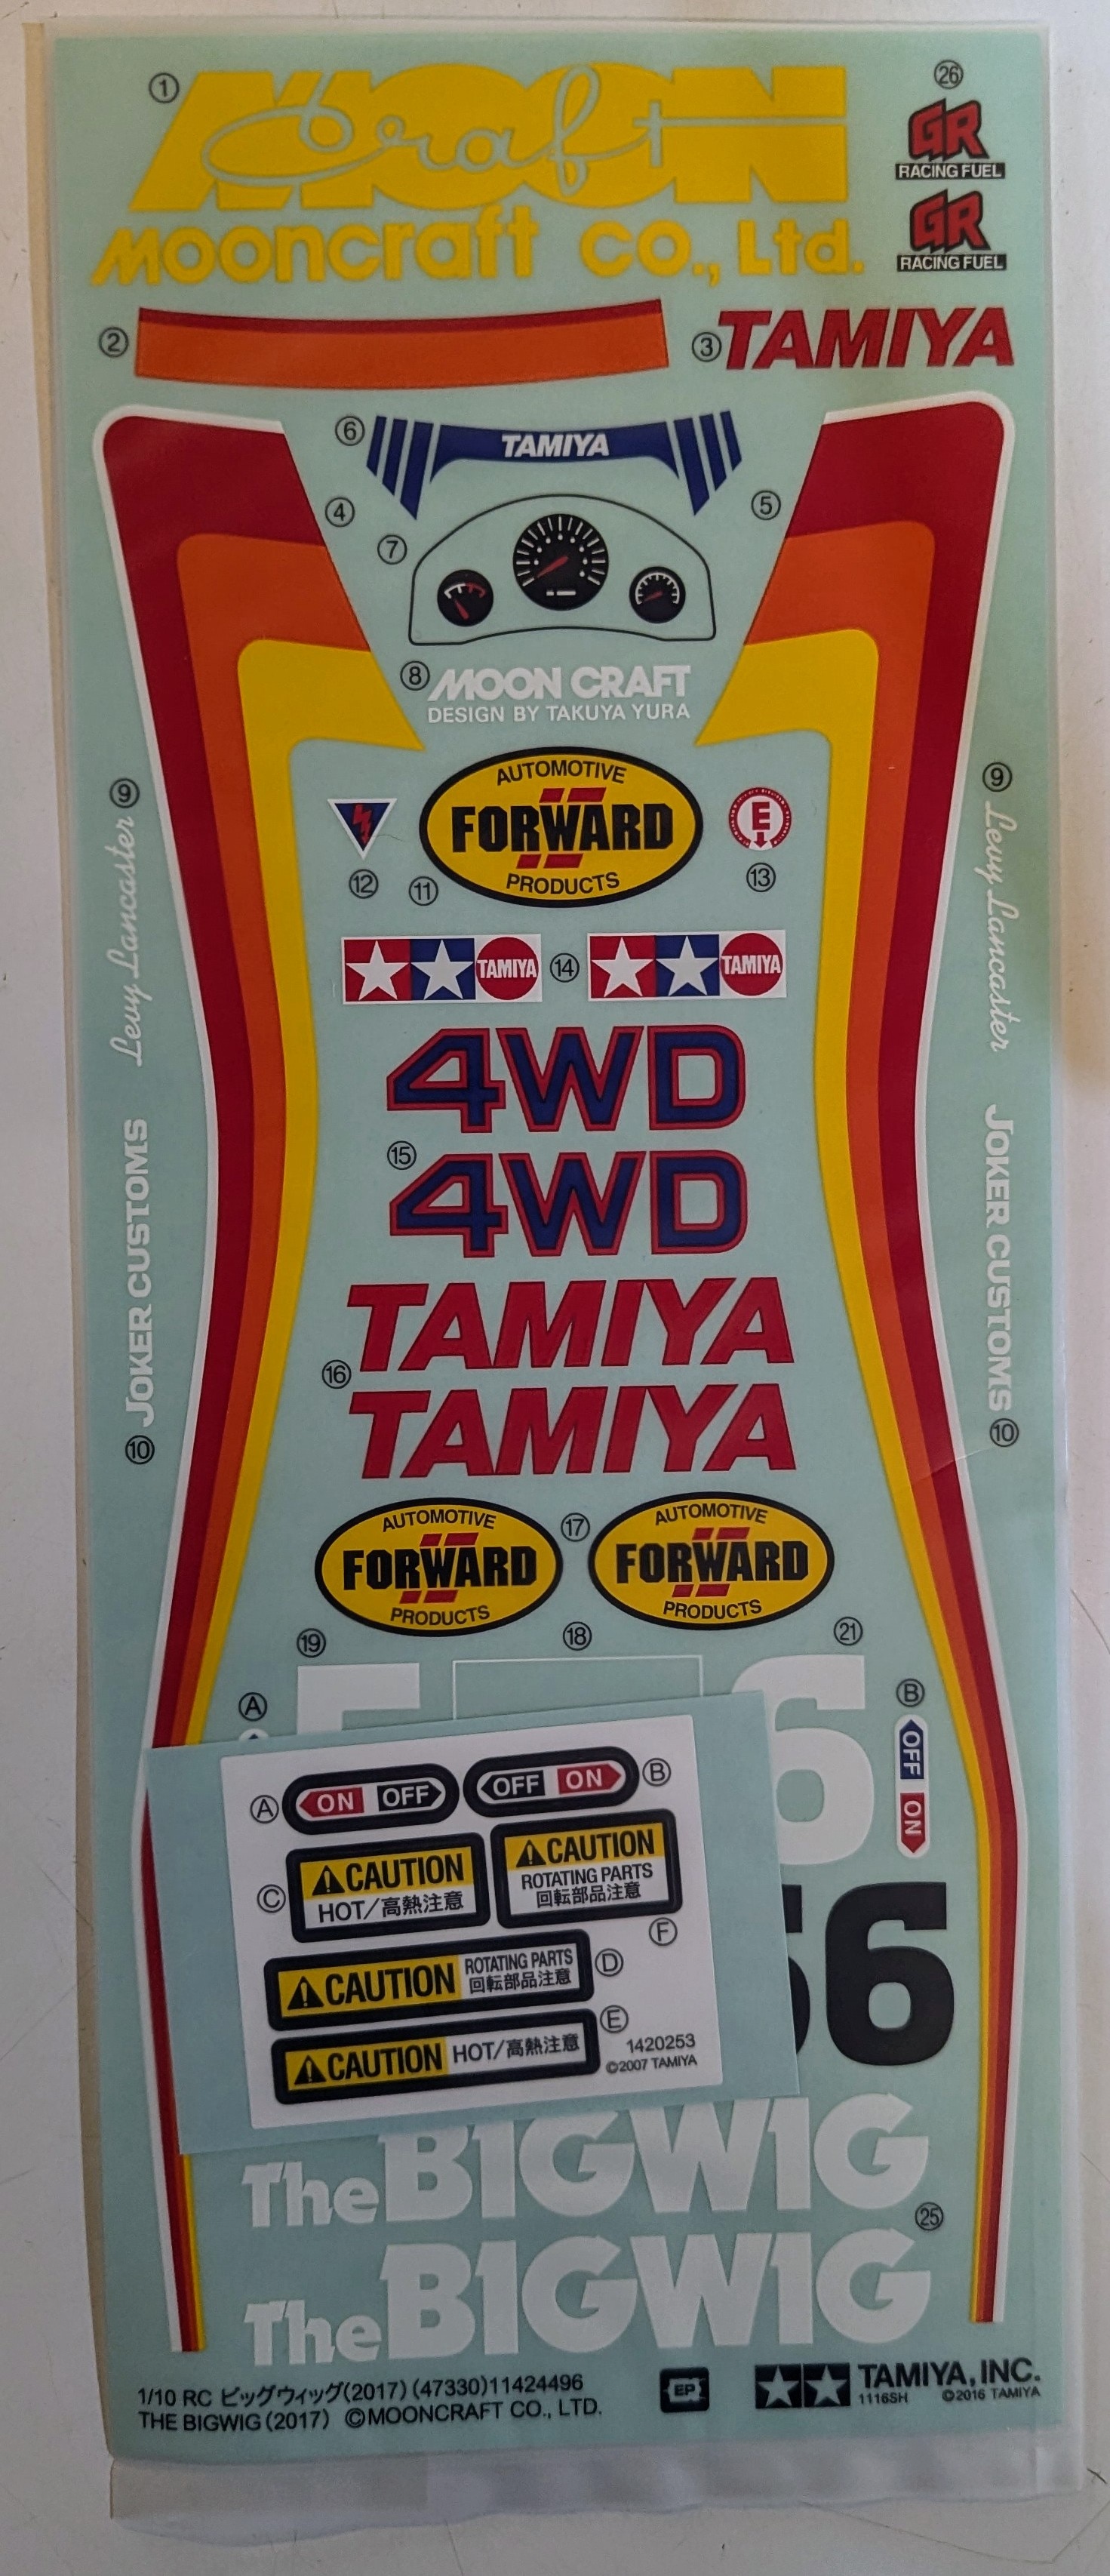 ① MOON Craft ㉖
GR
RACING FUEL
Mooncraft co., Ltd.
GR
RACING FUEL
② ③ TAMIYA
⑥ TAMIYA
④ ⑤
⑦
⑧ MOON CRAFT
DESIGN BY TAKUYA YURA
⑨ Levy Lancaster
⑨ Levy Lancaster
AUTOMOTIVE
FORWARD
PRODUCTS
E
⑫ ⑪ ⑬
TAMIYA ⑭ TAMIYA
4WD
⑮
4WD
JOKER CUSTOMS ⑩
JOKER CUSTOMS ⑩
TAMIYA
⑯
TAMIYA
AUTOMOTIVE
FORWARD
PRODUCTS
⑰
AUTOMOTIVE
FORWARD
PRODUCTS
⑲ ⑱ ㉑
Ⓐ Ⓑ
6
OFF ON
Ⓐ ON OFF OFF ON Ⓑ
Ⓒ CAUTION
HOT/高熱注意
CAUTION
ROTATING PARTS
回転部品注意
Ⓕ
CAUTION ROTATING PARTS
回転部品注意 Ⓓ
CAUTION HOT/高熱注意 Ⓔ
1420253
©2007 TAMIYA
6
The BIGWIG
㉕
The BIGWIG
1/10 RC ビッグウィッグ(2017) (47330)11424496
THE BIGWIG (2017) ©MOONCRAFT CO., LTD.
EP
TAMIYA, INC.
1116SH ©2016 TAMIYA